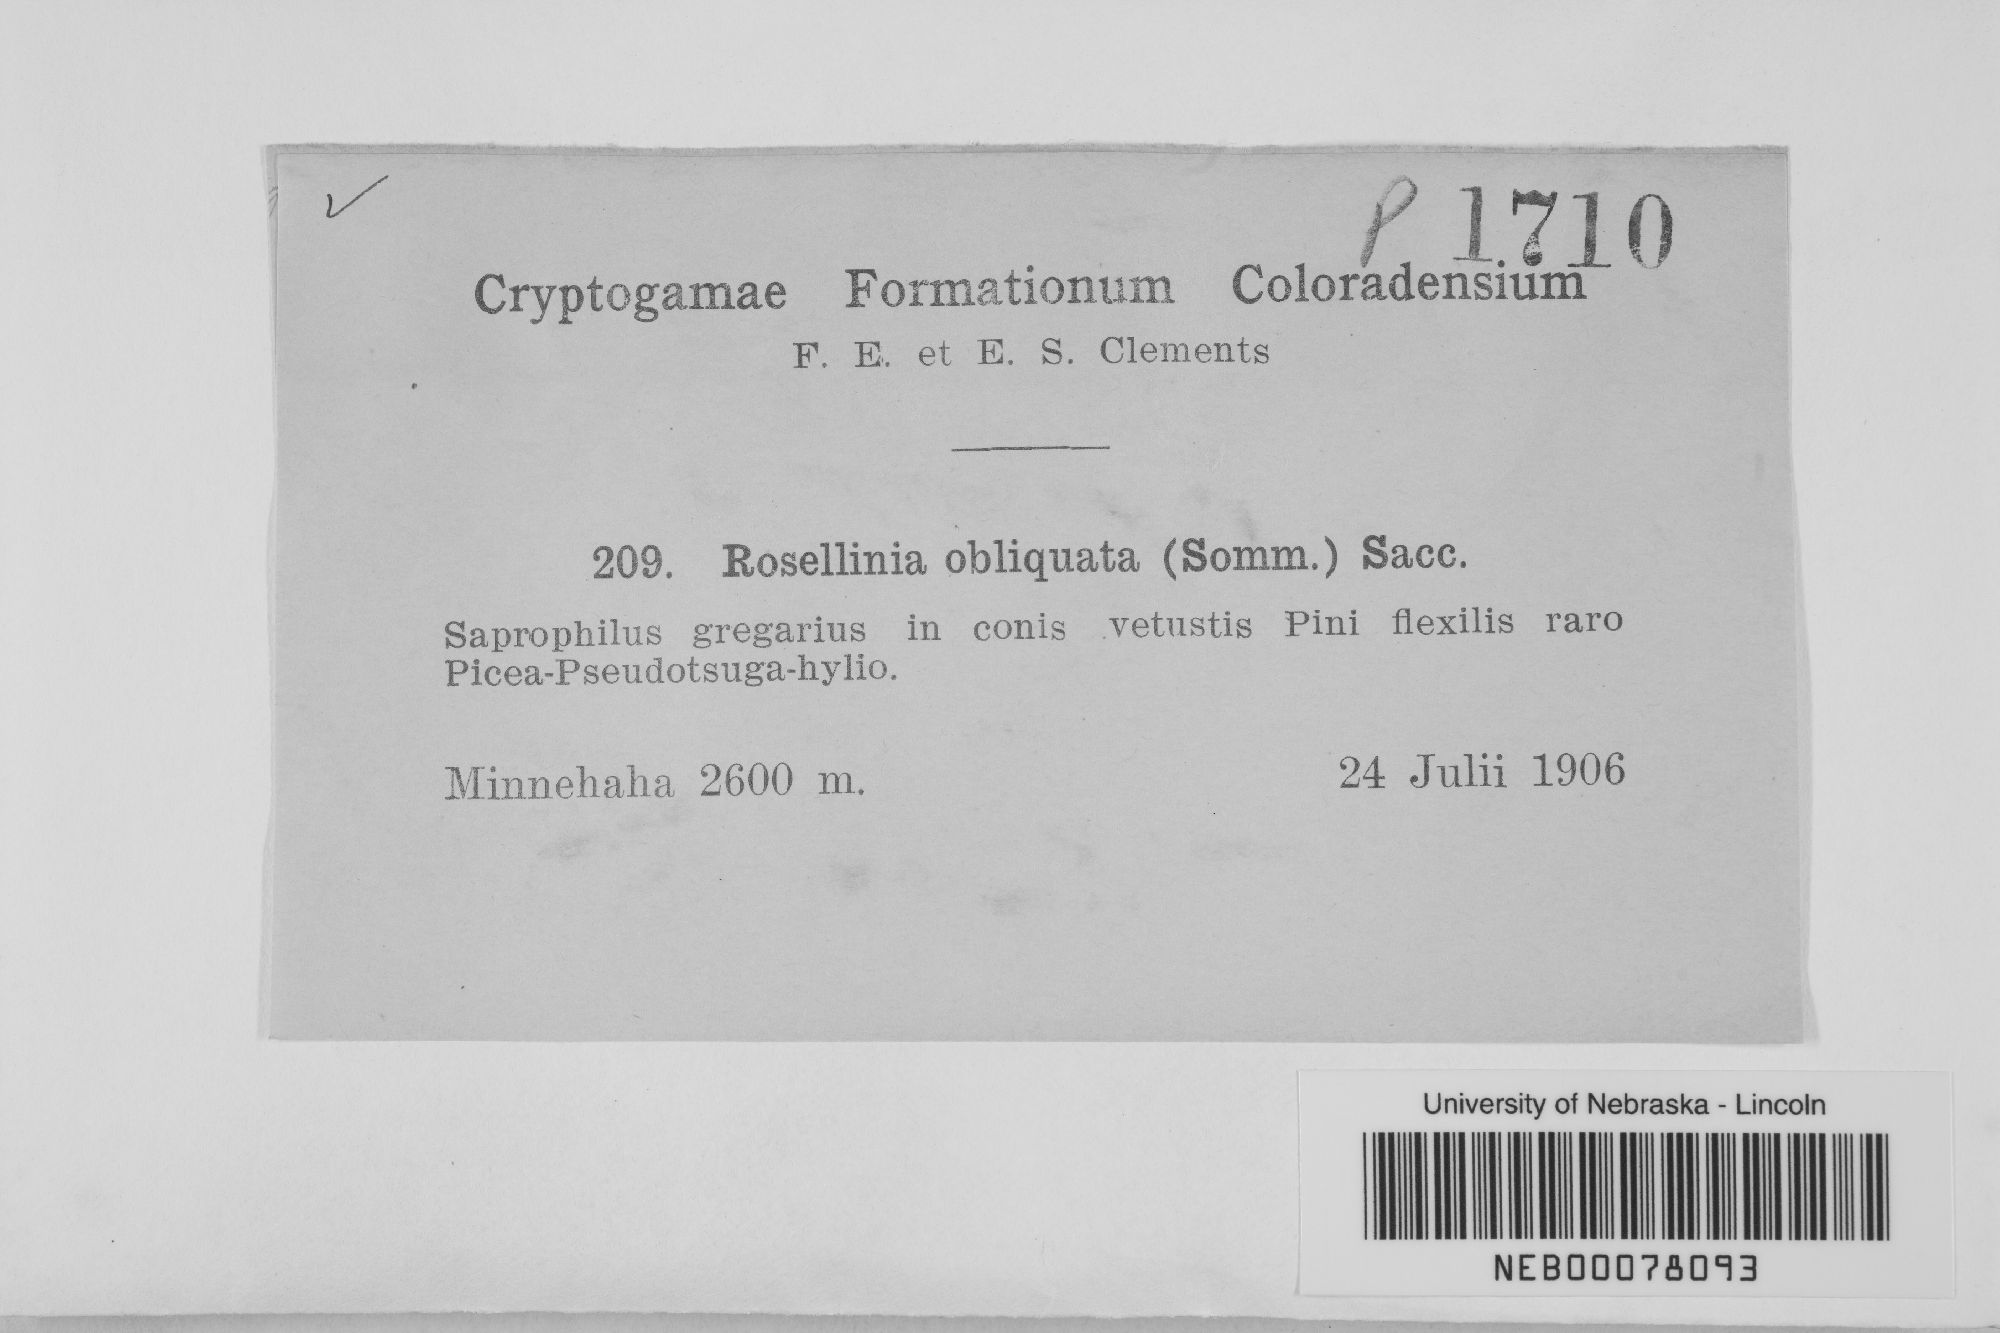 P 1710
Cryptogamae Formationum Coloradensium
F. E. et E. S. Clements
209. Rosellinia obliquata (Somm.) Sacc.
Saprophilus gregarius in conis vetustis Pini flexilis raro
Picea-Pseudotsuga-hylio.
Minnehaha 2600 m. 24 Julii 1906
University of Nebraska - Lincoln
NEB00078093